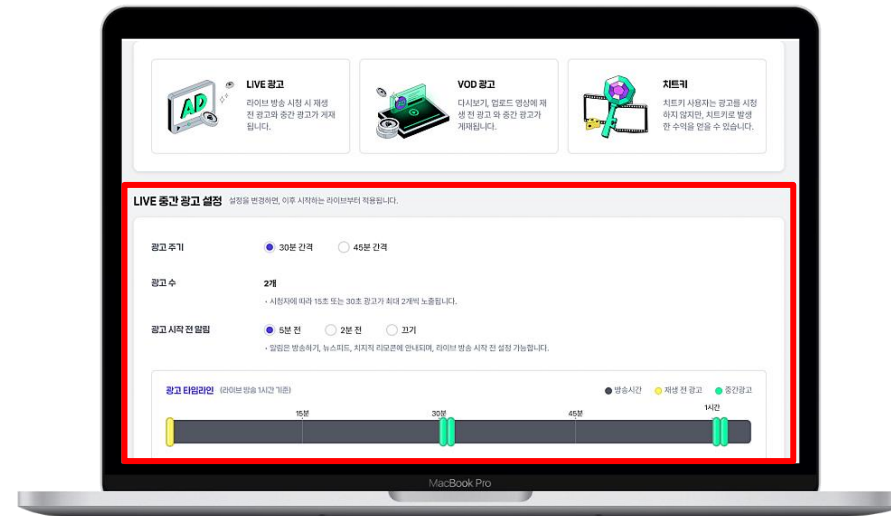 AD
LIVE 광고
라이브 방송 시청 시 재생
전 광고와 중간 광고가 게재
됩니다.
VOD 광고
다시보기, 업로드 영상에 재
생 전 광고 와 중간 광고가
게재됩니다.
치트키
치트키 사용자는 광고를 시청
하지 않지만, 치트키로 발생
한 수익을 얻을 수 있습니다.
LIVE 중간 광고 설정 설정을 변경하면, 이후 시작하는 라이브부터 적용됩니다.
광고 주기 30분 간격 45분 간격
광고 수 2개
• 시청자에 따라 15초 또는 30초 광고가 최대 2개씩 노출됩니다.
광고 시작 전 알림 5분 전 2분 전 끄기
• 알림은 방송하기, 뉴스피드, 치지직 리모콘에 안내되며, 라이브 방송 시작 전 설정 가능합니다.
광고 타임라인 (라이브 방송 1시간 기준) 방송시간 재생 전 광고 중간광고
15분 30분 45분 1시간
MacBook Pro